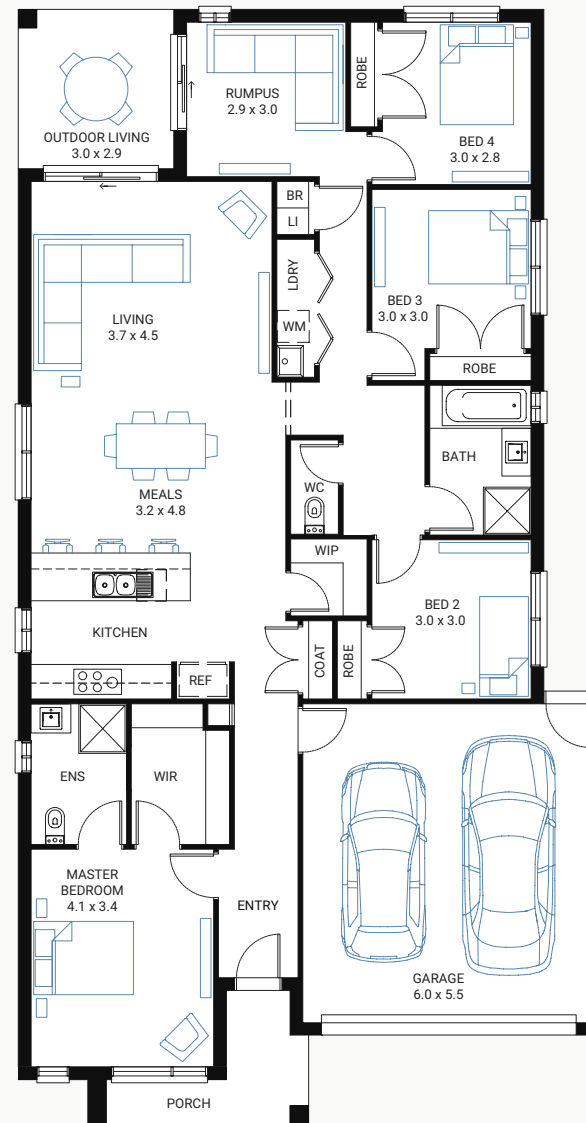 ROBE
RUMPUS
2.9 x 3.0
OUTDOOR LIVING
3.0 x 2.9
BED 4
3.0 x 2.8
BR
LI
LDRY
WM
BED 3
3.0 x 3.0
LIVING
3.7 x 4.5
ROBE
BATH
WC
MEALS
3.2 x 4.8
WIP
BED 2
3.0 x 3.0
KITCHEN
COAT
ROBE
REF
ENS
WIR
MASTER
BEDROOM
4.1 x 3.4
ENTRY
GARAGE
6.0 x 5.5
PORCH